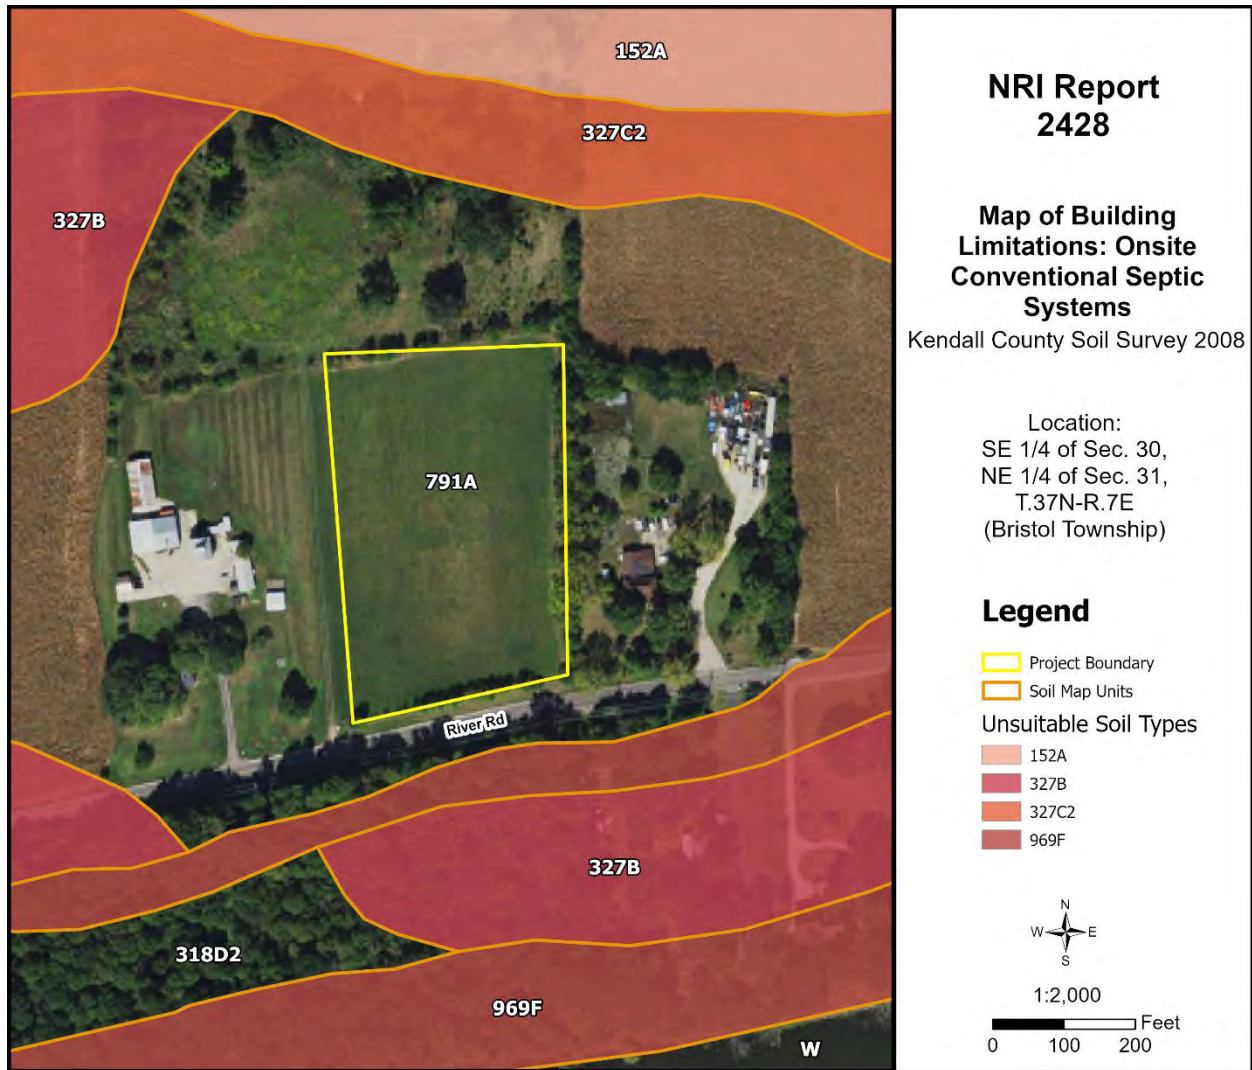 152A
327C2
327B
791A
River Rd
327B
318D2
969F
W
NRI Report
2428
Map of Building
Limitations: Onsite
Conventional Septic
Systems
Kendall County Soil Survey 2008
Location:
SE 1/4 of Sec. 30,
NE 1/4 of Sec. 31,
T.37N-R.7E
(Bristol Township)
Legend
Project Boundary
Soil Map Units
Unsuitable Soil Types
152A
327B
327C2
969F
N
W E
S
1:2,000
Feet
0 100 200